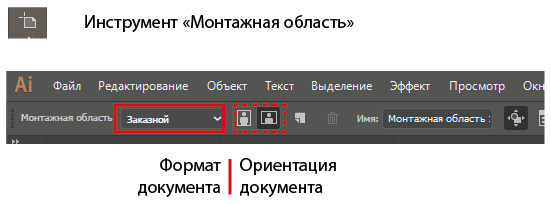 Инструмент «Монтажная область»
Ai Файл Редактирование Объект Текст Выделение Эффект Просмотр Окн
Монтажная область Заказной Имя: Монтажная область
Формат Ориентация
документа документа